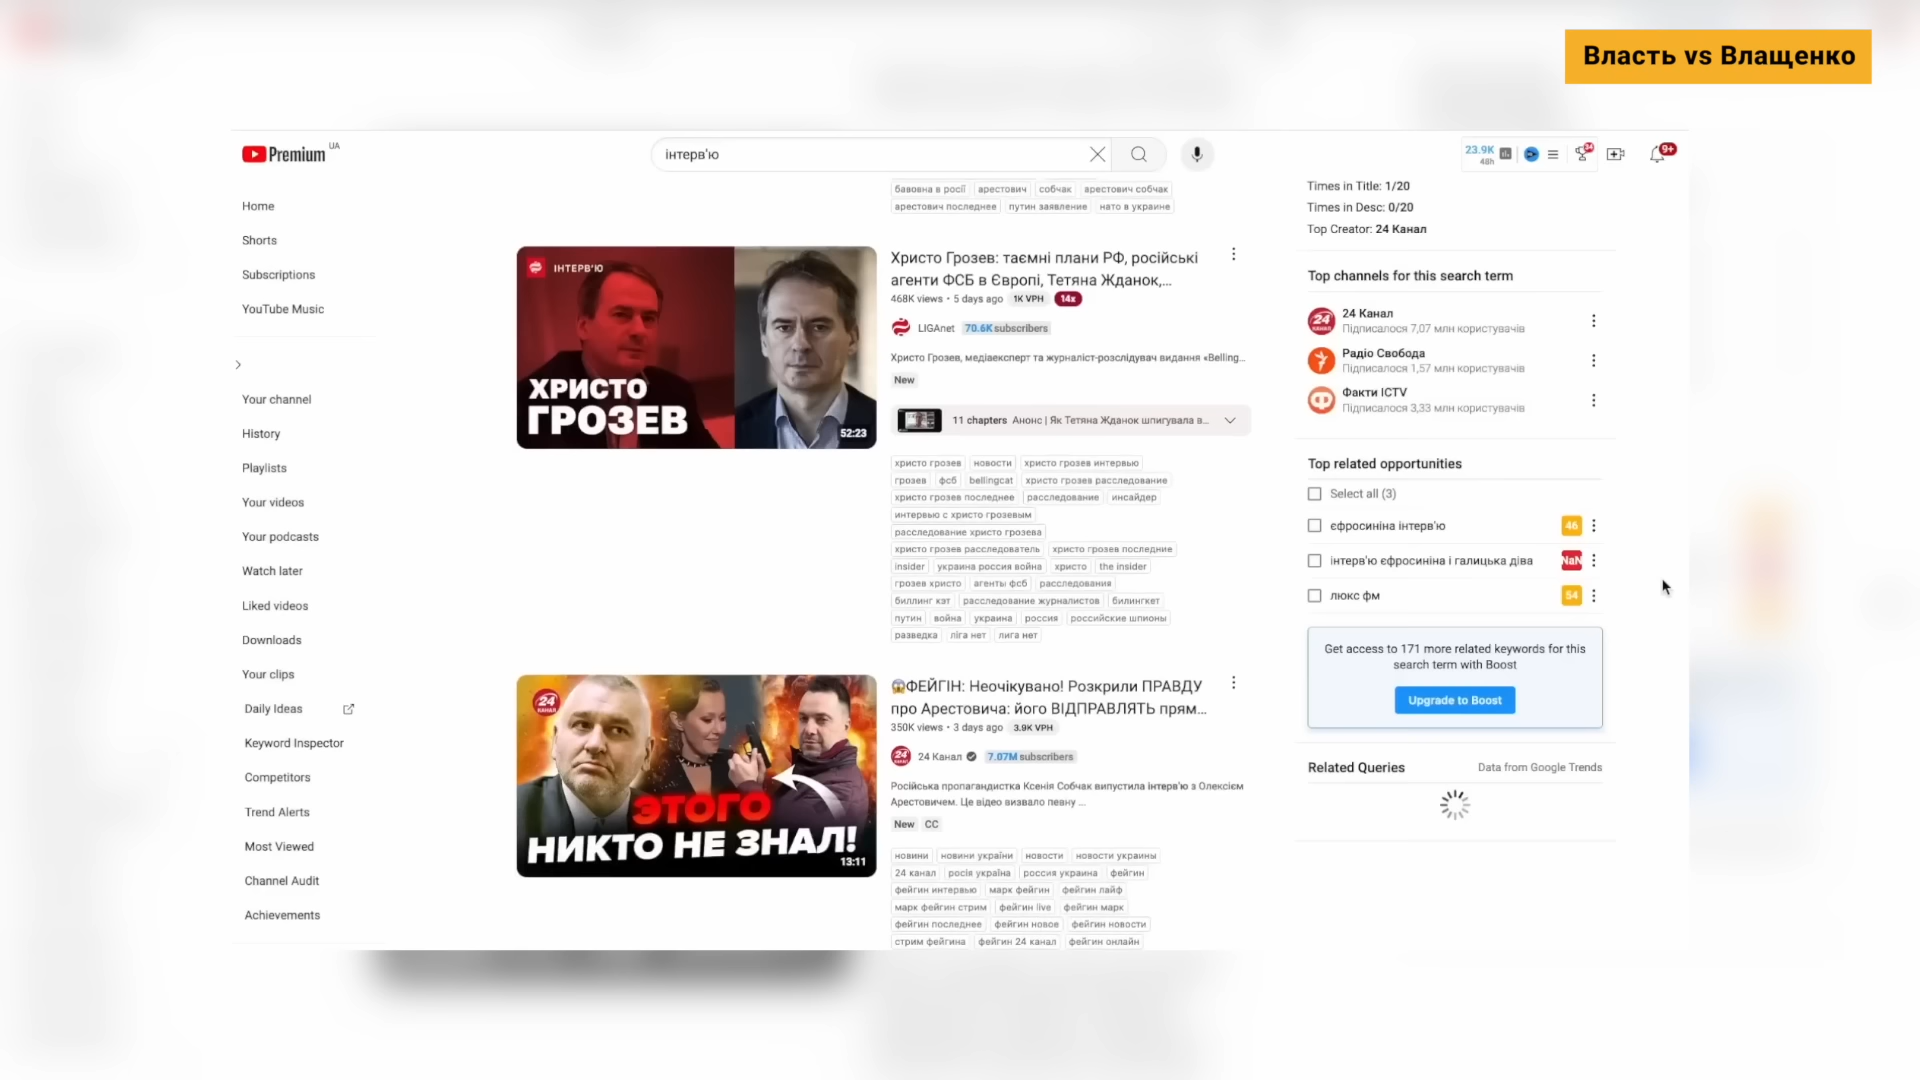 Власть vs Влащенко
Premium UA
інтерв'ю
23.9K
48h
9+
Home
Shorts
Subscriptions
YouTube Music
Your channel
History
Playlists
Your videos
Your podcasts
Watch later
Liked videos
Downloads
Your clips
Daily Ideas
Keyword Inspector
Competitors
Trend Alerts
Most Viewed
Channel Audit
Achievements
бавовна в росії арестович собчак арестович собчак
арестович последнее путин заявление нато в украине
ІНТЕРВ'Ю
ХРИСТО
ГРОЗЕВ
52:23
Христо Грозев: таємні плани РФ, російські
агенти ФСБ в Європі, Тетяна Жданок,...
468K views • 5 days ago 1K VPH 14x
LIGAnet 70.6K subscribers
Христо Грозев, медіаексперт та журналіст-розслідувач видання «Belling...
New
11 chapters Анонс | Як Тетяна Жданок шпигувала в...
христо грозев новости христо грозев интервью
грозев фсб bellingcat христо грозев расследование
христо грозев последнее расследование инсайдер
интервью с христо грозевым
расследование христо грозева
христо грозев расследователь христо грозев последние
insider украина россия война христо the insider
грозев христо агенты фсб расследования
биллинг кэт расследование журналистов билингкет
путин война украина россия российские шпионы
разведка ліга нет лига нет
24
КАНАЛ
ЭТОГО
НИКТО НЕ ЗНАЛ!
13:11
ФЕЙГІН: Неочікувано! Розкрили ПРАВДУ
про Арестовича: його ВІДПРАВЛЯТЬ прям...
350K views • 3 days ago 3.9K VPH
24 Канал 7.07M subscribers
Російська пропагандистка Ксенія Собчак випустила інтерв'ю з Олексієм
Арестовичем. Це відео визвало певну ...
New CC
новини новини україни новости новости украины
24 канал росія україна россия украина фейгин
фейгин интервью марк фейгин фейгин лайф
марк фейгин стрим фейгин live фейгин марк
фейгин последнее фейгин новое фейгин новости
стрим фейгина фейгин 24 канал фейгин онлайн
Times in Title: 1/20
Times in Desc: 0/20
Top Creator: 24 Канал
Top channels for this search term
24 Канал
Підписалося 7,07 млн користувачів
Радіо Свобода
Підписалося 1,57 млн користувачів
Факти ICTV
Підписалося 3,33 млн користувачів
Top related opportunities
Select all (3)
єфросиніна інтерв'ю 46
інтерв'ю єфросиніна і галицька діва NaN
люкс фм 54
Get access to 171 more related keywords for this
search term with Boost
Upgrade to Boost
Related Queries Data from Google Trends